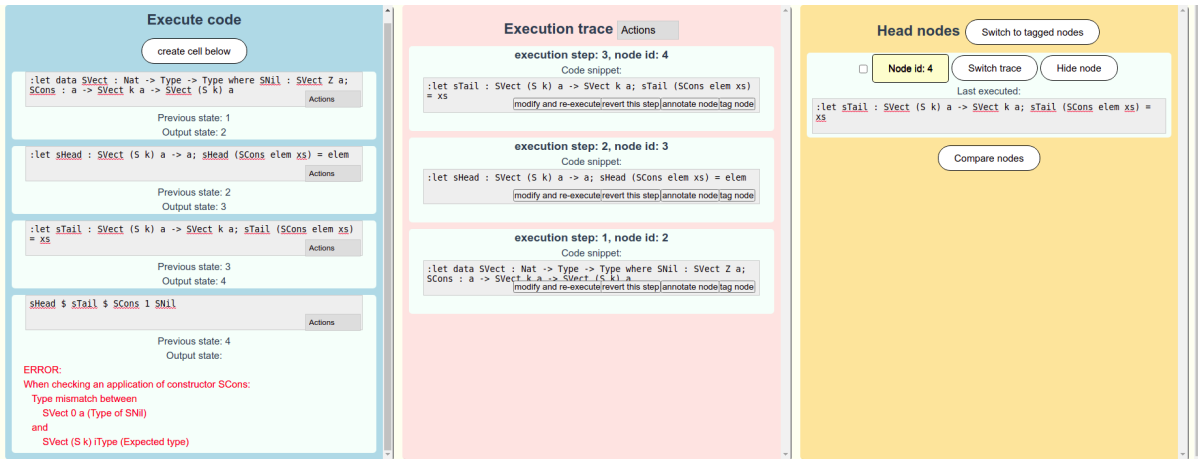 Execute code
create cell below
:let data SVect : Nat -> Type -> Type where SNil : SVect Z a;
SCons : a -> SVect k a -> SVect (S k) a
Actions
Previous state: 1
Output state: 2
:let sHead : SVect (S k) a -> a; sHead (SCons elem xs) = elem
Actions
Previous state: 2
Output state: 3
:let sTail : SVect (S k) a -> SVect k a; sTail (SCons elem xs)
= xs
Actions
Previous state: 3
Output state: 4
sHead $ sTail $ SCons 1 SNil
Actions
Previous state: 4
Output state:
ERROR:
When checking an application of constructor SCons:
Type mismatch between
SVect 0 a (Type of SNil)
and
SVect (S k) iType (Expected type)
Execution trace Actions
execution step: 3, node id: 4
Code snippet:
:let sTail : SVect (S k) a -> SVect k a; sTail (SCons elem xs)
= xs
modify and re-execute revert this step annotate node tag node
execution step: 2, node id: 3
Code snippet:
:let sHead : SVect (S k) a -> a; sHead (SCons elem xs) = elem
modify and re-execute revert this step annotate node tag node
execution step: 1, node id: 2
Code snippet:
:let data SVect : Nat -> Type -> Type where SNil : SVect Z a;
SCons : a -> SVect k a -> SVect (S k) a
modify and re-execute revert this step annotate node tag node
Head nodes Switch to tagged nodes
Node id: 4 Switch trace Hide node
Last executed:
:let sTail : SVect (S k) a -> SVect k a; sTail (SCons elem xs) =
xs
Compare nodes